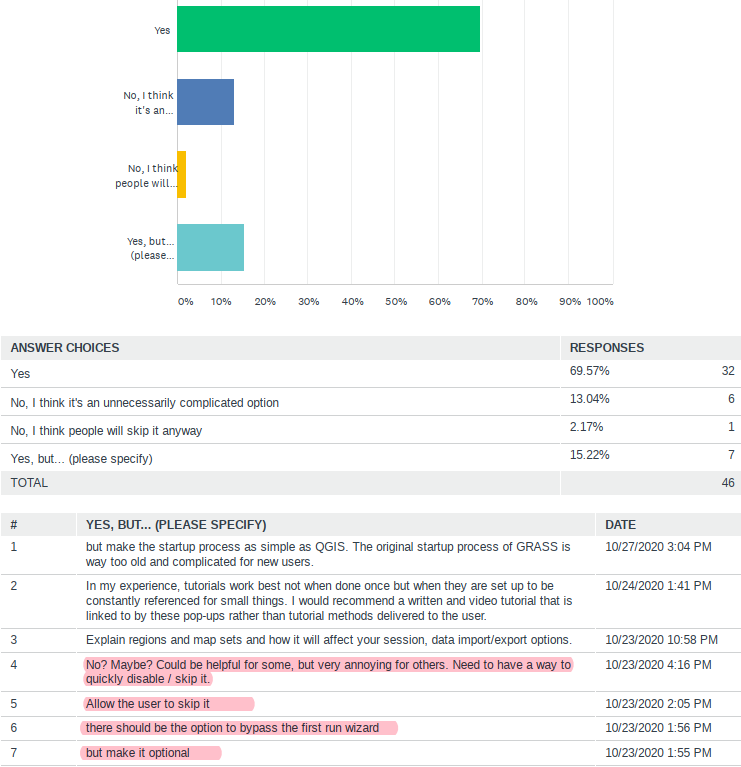 Yes
No, I think
it's an...
No, I think
people will...
Yes, but...
(please...
0% 10% 20% 30% 40% 50% 60% 70% 80% 90% 100%
ANSWER CHOICES RESPONSES
Yes 69.57% 32
No, I think it's an unnecessarily complicated option 13.04% 6
No, I think people will skip it anyway 2.17% 1
Yes, but... (please specify) 15.22% 7
TOTAL 46
# YES, BUT... (PLEASE SPECIFY) DATE
1 but make the startup process as simple as QGIS. The original startup process of GRASS is 10/27/2020 3:04 PM
way too old and complicated for new users.
2 In my experience, tutorials work best not when done once but when they are set up to be 10/24/2020 1:41 PM
constantly referenced for small things. I would recommend a written and video tutorial that is
linked to by these pop-ups rather than tutorial methods delivered to the user.
3 Explain regions and map sets and how it will affect your session, data import/export options. 10/23/2020 10:58 PM
4 No? Maybe? Could be helpful for some, but very annoying for others. Need to have a way to 10/23/2020 4:16 PM
quickly disable / skip it.
5 Allow the user to skip it 10/23/2020 2:05 PM
6 there should be the option to bypass the first run wizard 10/23/2020 1:56 PM
7 but make it optional 10/23/2020 1:55 PM